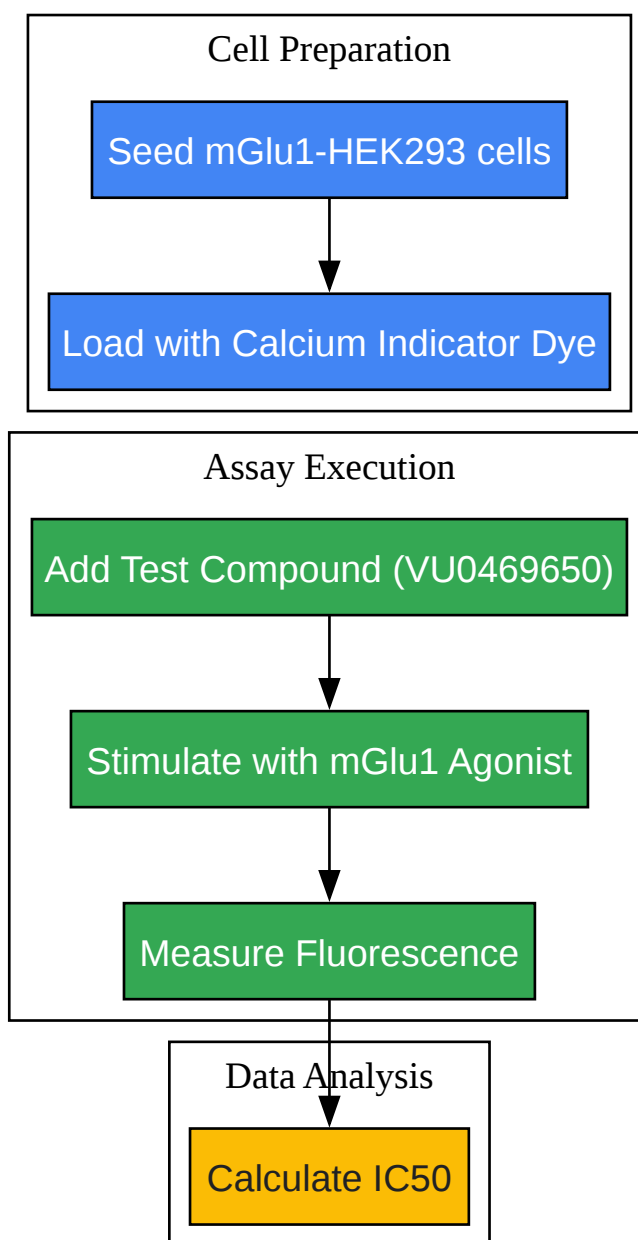 Cell Preparation
Seed mGlu1-HEK293 cells
Load with Calcium Indicator Dye
Assay Execution
Add Test Compound (VU0469650)
Stimulate with mGlu1 Agonist
Measure Fluorescence
Data Analysis
Calculate IC50